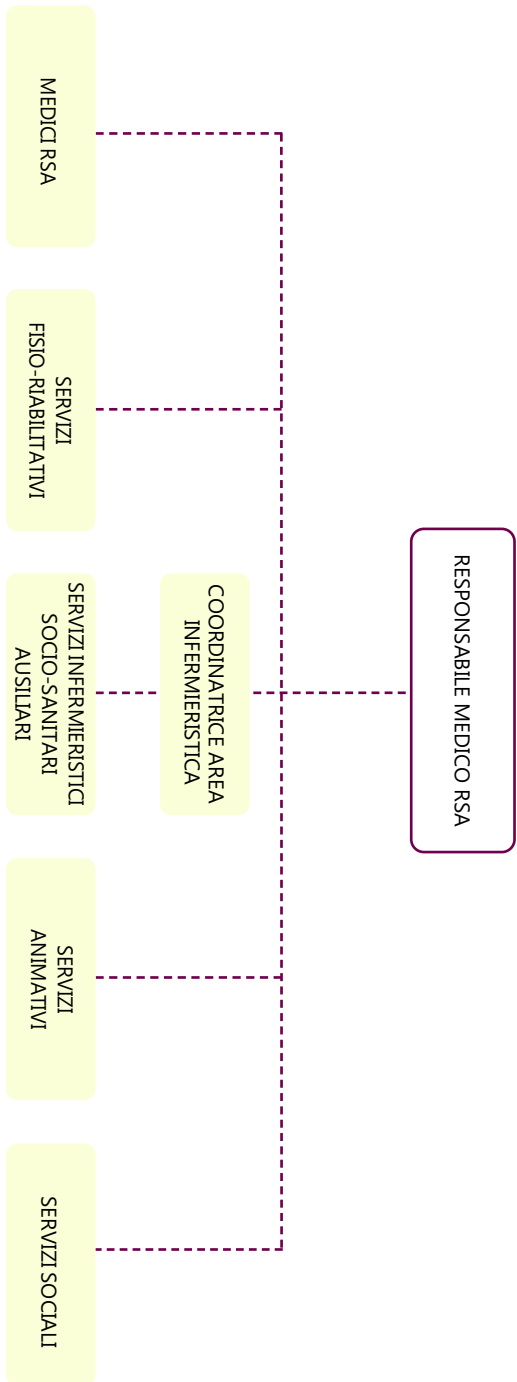 RESPONSABILE MEDICO RSA
COORDINATRICE AREA
INFERMIERISTICA
MEDICI RSA
SERVIZI
FISIO-RIABILITATIVI
SERVIZI INFERMIERISTICI
SOCIO-SANITARI
AUSILIARI
SERVIZI
ANIMATIVI
SERVIZI SOCIALI